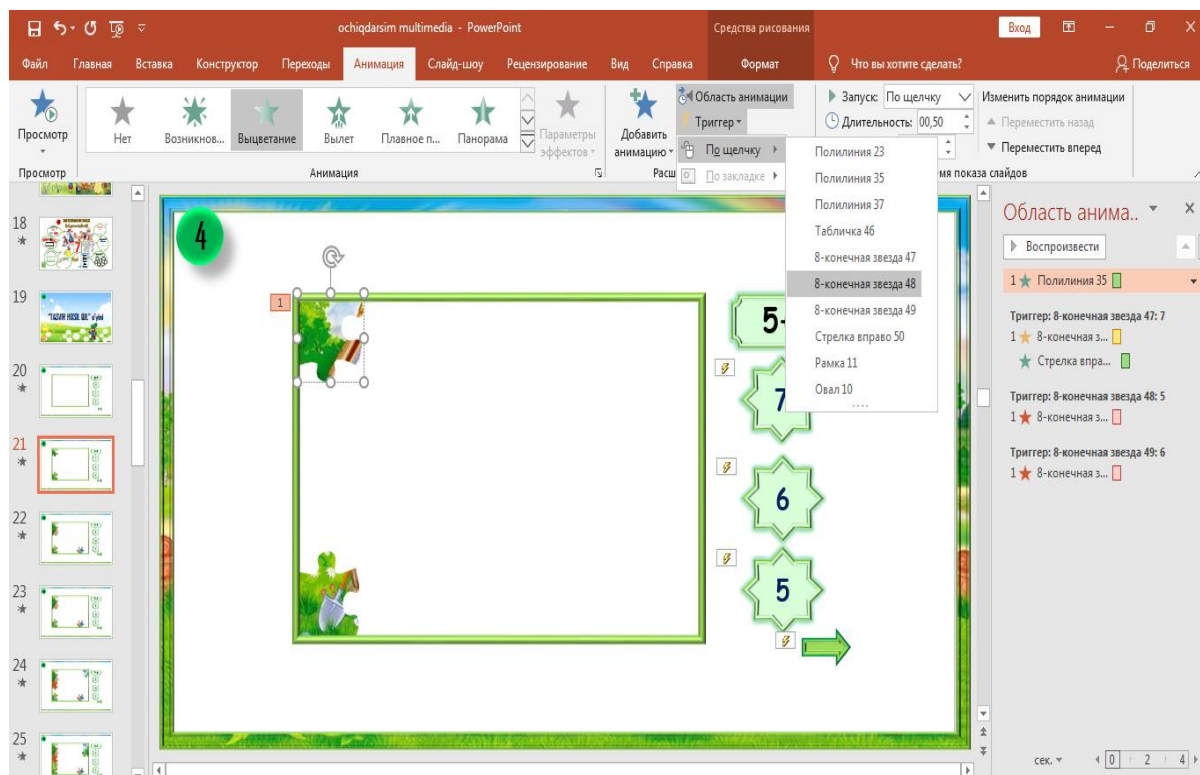 ochiqdarsim multimedia - PowerPoint
Средства рисования
Вход
Файл Главная Вставка Конструктор Переходы Анимация Слайд-шоу Рецензирование Вид Справка Формат Что вы хотите сделать? Поделиться
Просмотр
Нет Возникнов... Выцветание Вылет Плавное п... Панорама
Параметры эффектов
Добавить анимацию
Область анимации
Триггер
Запуск: По щелчку
Длительность: 00,50
Изменить порядок анимации
Переместить назад
Переместить вперед
Просмотр Анимация Расш мя показа слайдов
По щелчку
По закладке
Полилиния 23
Полилиния 35
Полилиния 37
Табличка 46
8-конечная звезда 47
8-конечная звезда 48
8-конечная звезда 49
Стрелка вправо 50
Рамка 11
Овал 10
18
19
20
21
22
23
24
25
4
1
5-
7
6
5
Область анима..
Воспроизвести
1 Полилиния 35
Триггер: 8-конечная звезда 47: 7
1 8-конечная з...
Стрелка впра...
Триггер: 8-конечная звезда 48: 5
1 8-конечная з...
Триггер: 8-конечная звезда 49: 6
1 8-конечная з...
сек. 0 2 4